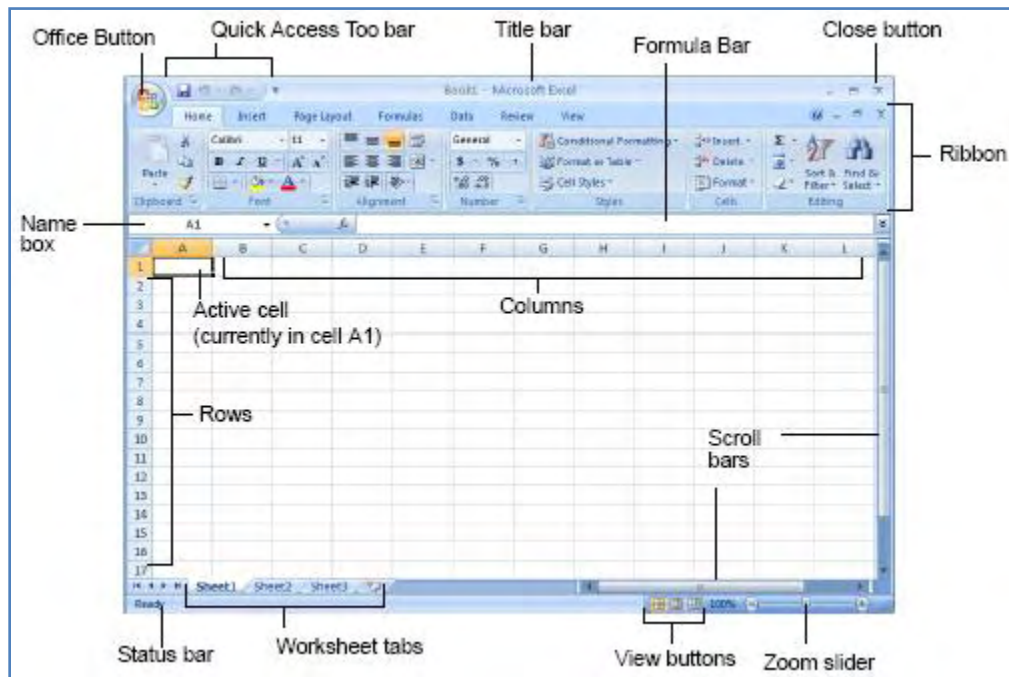 Office Button
Quick Access Too bar
Title bar
Formula Bar
Close button
Book1 - Microsoft Excel
Home Insert Page Layout Formulas Data Review View
Calibri 11 General Conditional Formatting Insert
B I U $ % , Format as Table Delete
Paste Cell Styles Format Sort & Filter Find & Select
Clipboard Font Alignment Number Styles Cells Editing
Ribbon
Name box
A1 fx
A B C D E F G H I J K L
1
2
3
4
5
6
7
8
9
10
11
12
13
14
15
16
17
Active cell
(currently in cell A1)
Columns
Rows
Scroll
bars
Sheet1 Sheet2 Sheet3
Ready 100%
Status bar
Worksheet tabs
View buttons
Zoom slider